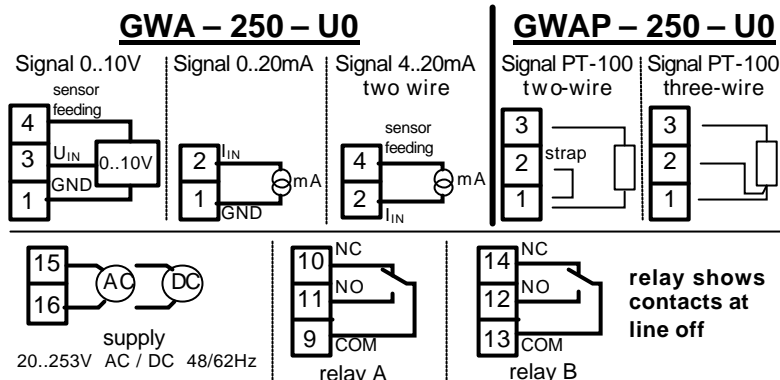 GWA – 250 – U0
GWAP – 250 – U0
Signal 0..10V
sensor
feeding
4
3
1
UIN
GND
0..10V
Signal 0..20mA
2
1
IIN
GND
mA
Signal 4..20mA
two wire
sensor
feeding
4
2
IIN
mA
Signal PT-100
two-wire
3
2
1
strap
Signal PT-100
three-wire
3
2
1
15
16
AC
DC
supply
20..253V AC / DC 48/62Hz
10
11
9
NC
NO
COM
relay A
14
12
13
NC
NO
COM
relay B
relay shows
contacts at
line off